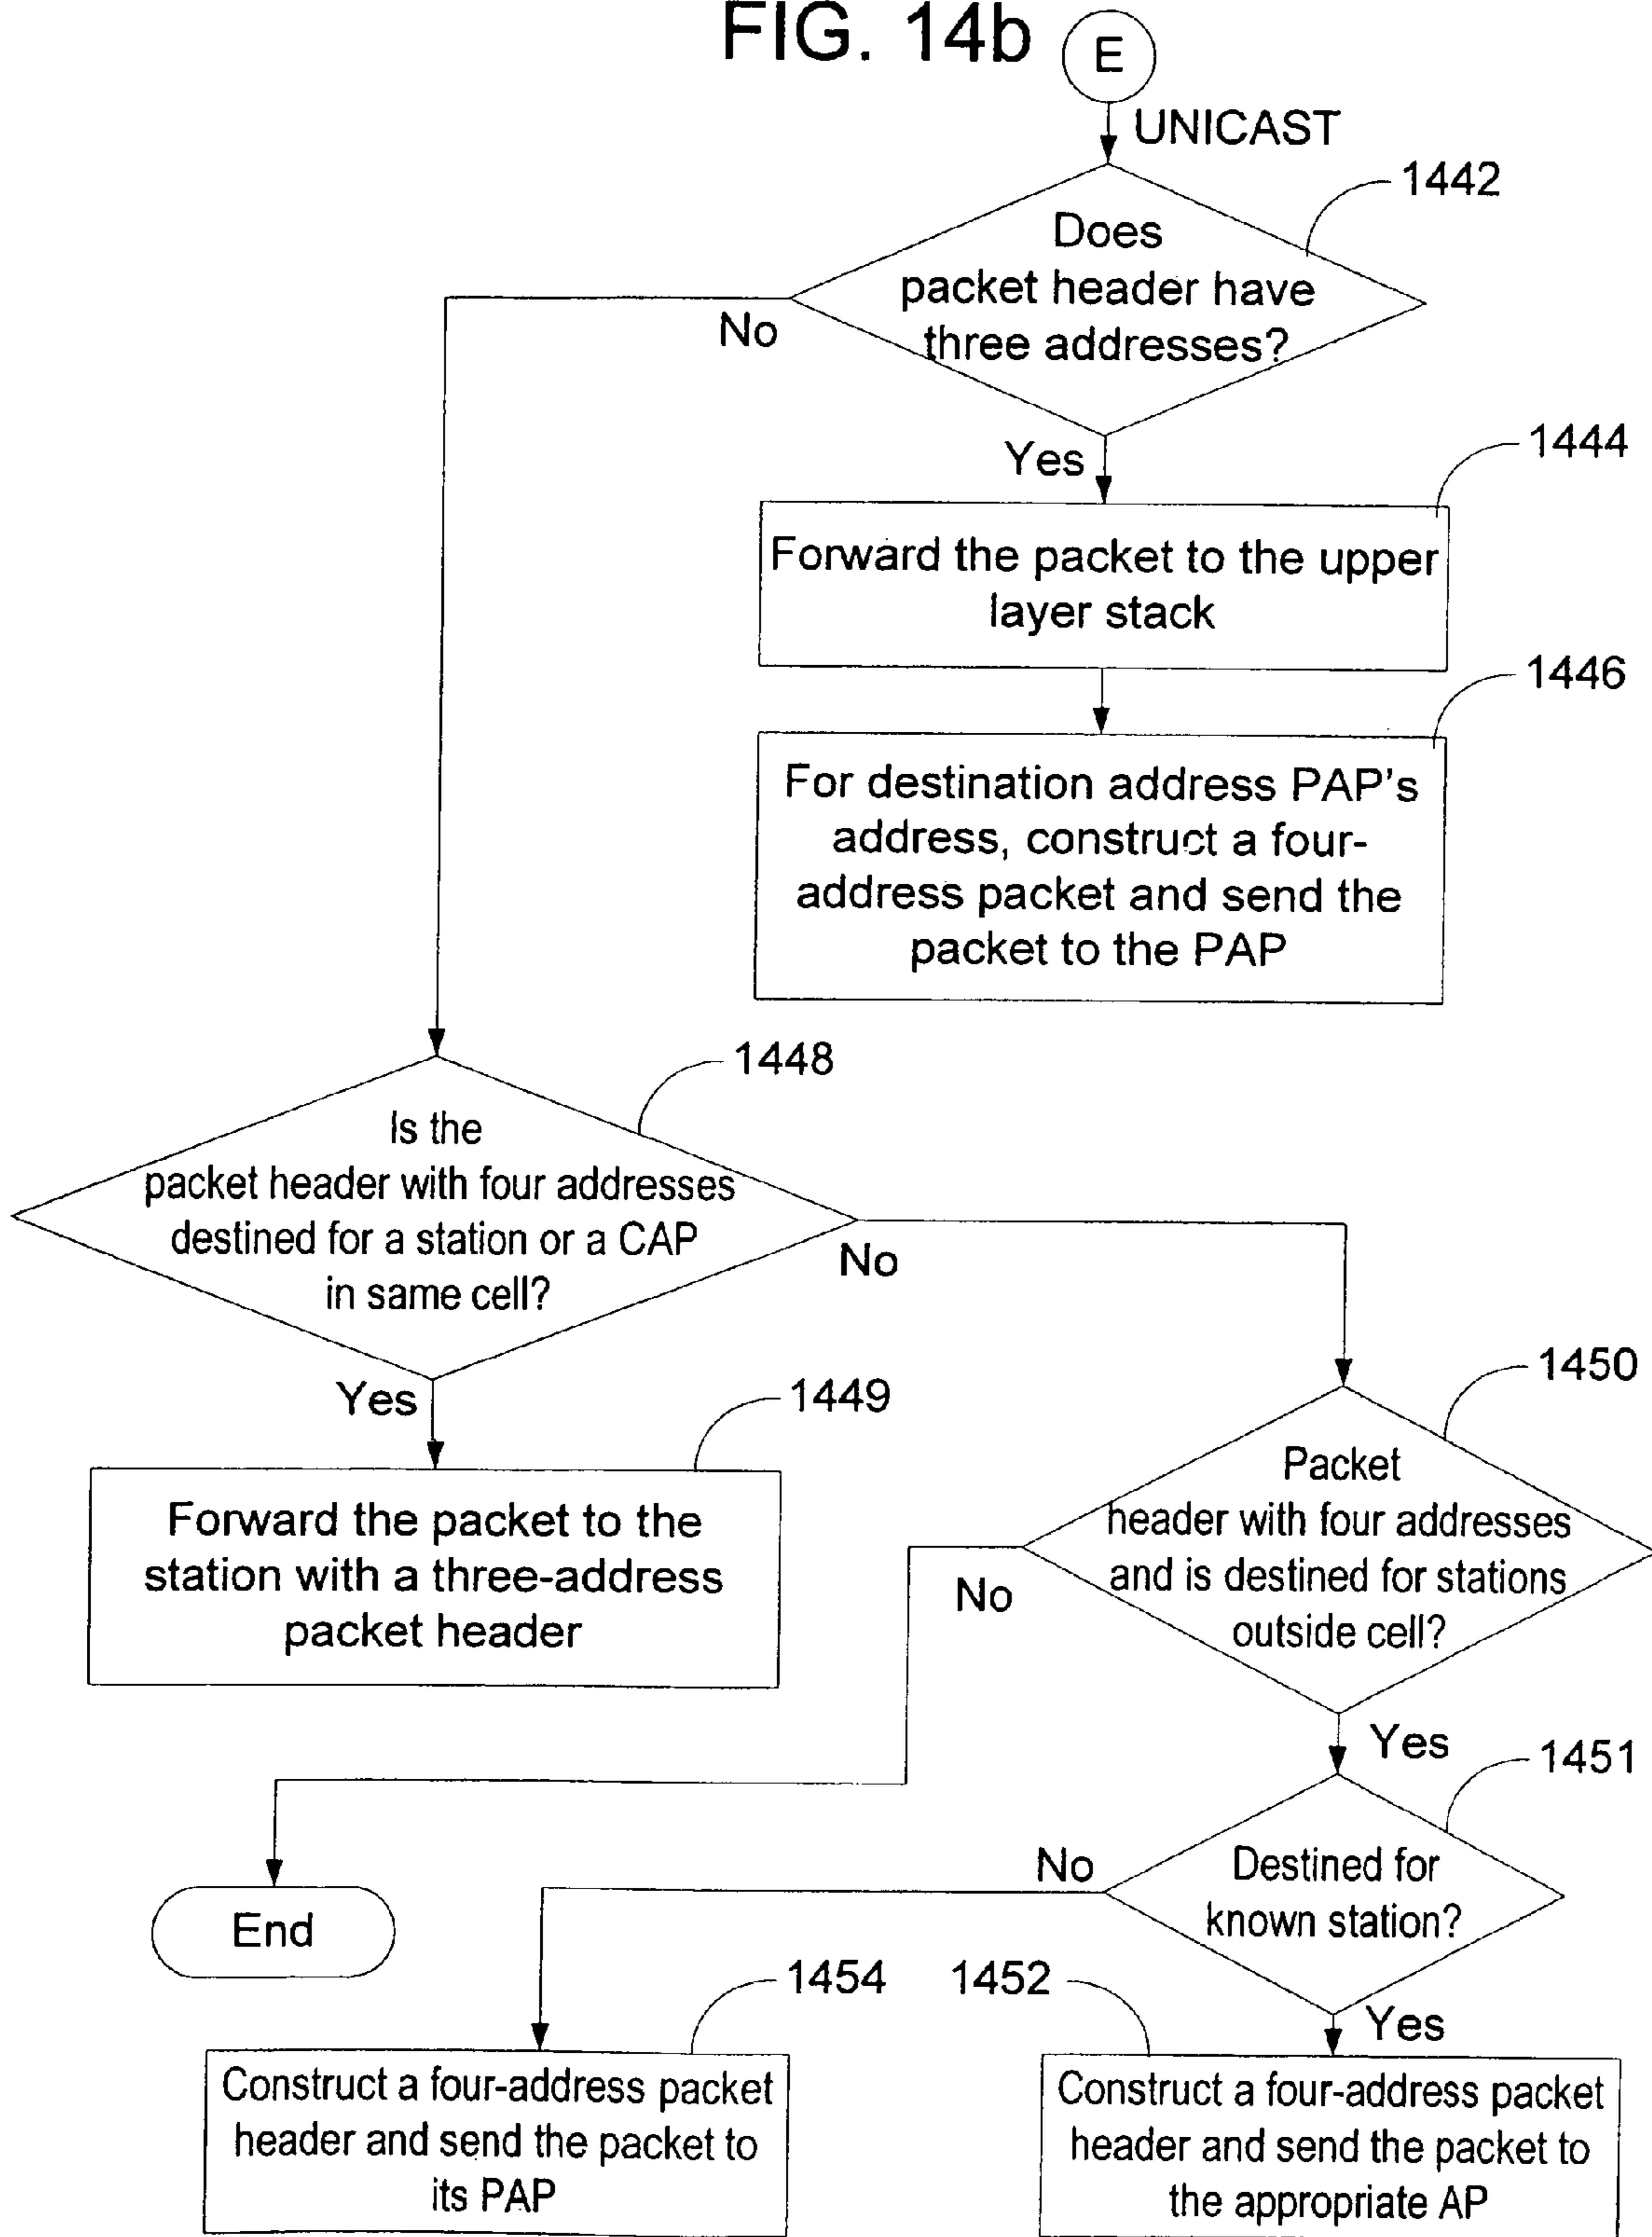 FIG. 14b
E
UNICAST
1442
Does
packet header have
three addresses?
No
Yes
1444
Forward the packet to the upper
layer stack
1446
For destination address PAP's
address, construct a four-
address packet and send the
packet to the PAP
1448
Is the
packet header with four addresses
destined for a station or a CAP
in same cell?
No
Yes
1449
Forward the packet to the
station with a three-address
packet header
1450
Packet
header with four addresses
and is destined for stations
outside cell?
No
Yes
1451
Destined for
known station?
No
Yes
End
1454
Construct a four-address packet
header and send the packet to
its PAP
1452
Construct a four-address packet
header and send the packet to
the appropriate AP